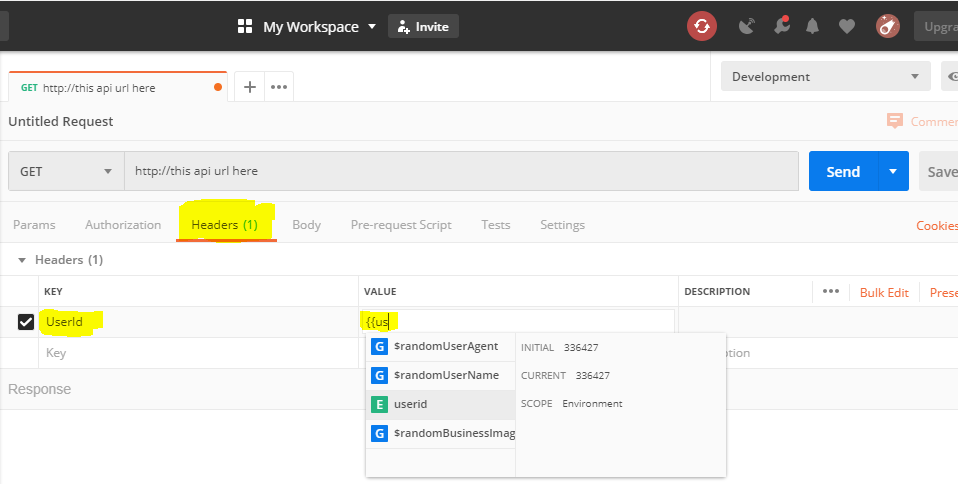 My Workspace Invite Upgra
GET http://this api url here ••• Development
Untitled Request Commen
GET http://this api url here Send Save
Params Authorization Headers (1) Body Pre-request Script Tests Settings Cookies
Headers (1)
KEY VALUE DESCRIPTION ••• Bulk Edit Prese
UserId {{us
Key ption
$randomUserAgent INITIAL 336427
$randomUserName CURRENT 336427
E userid SCOPE Environment
G $randomBusinessImag
Response